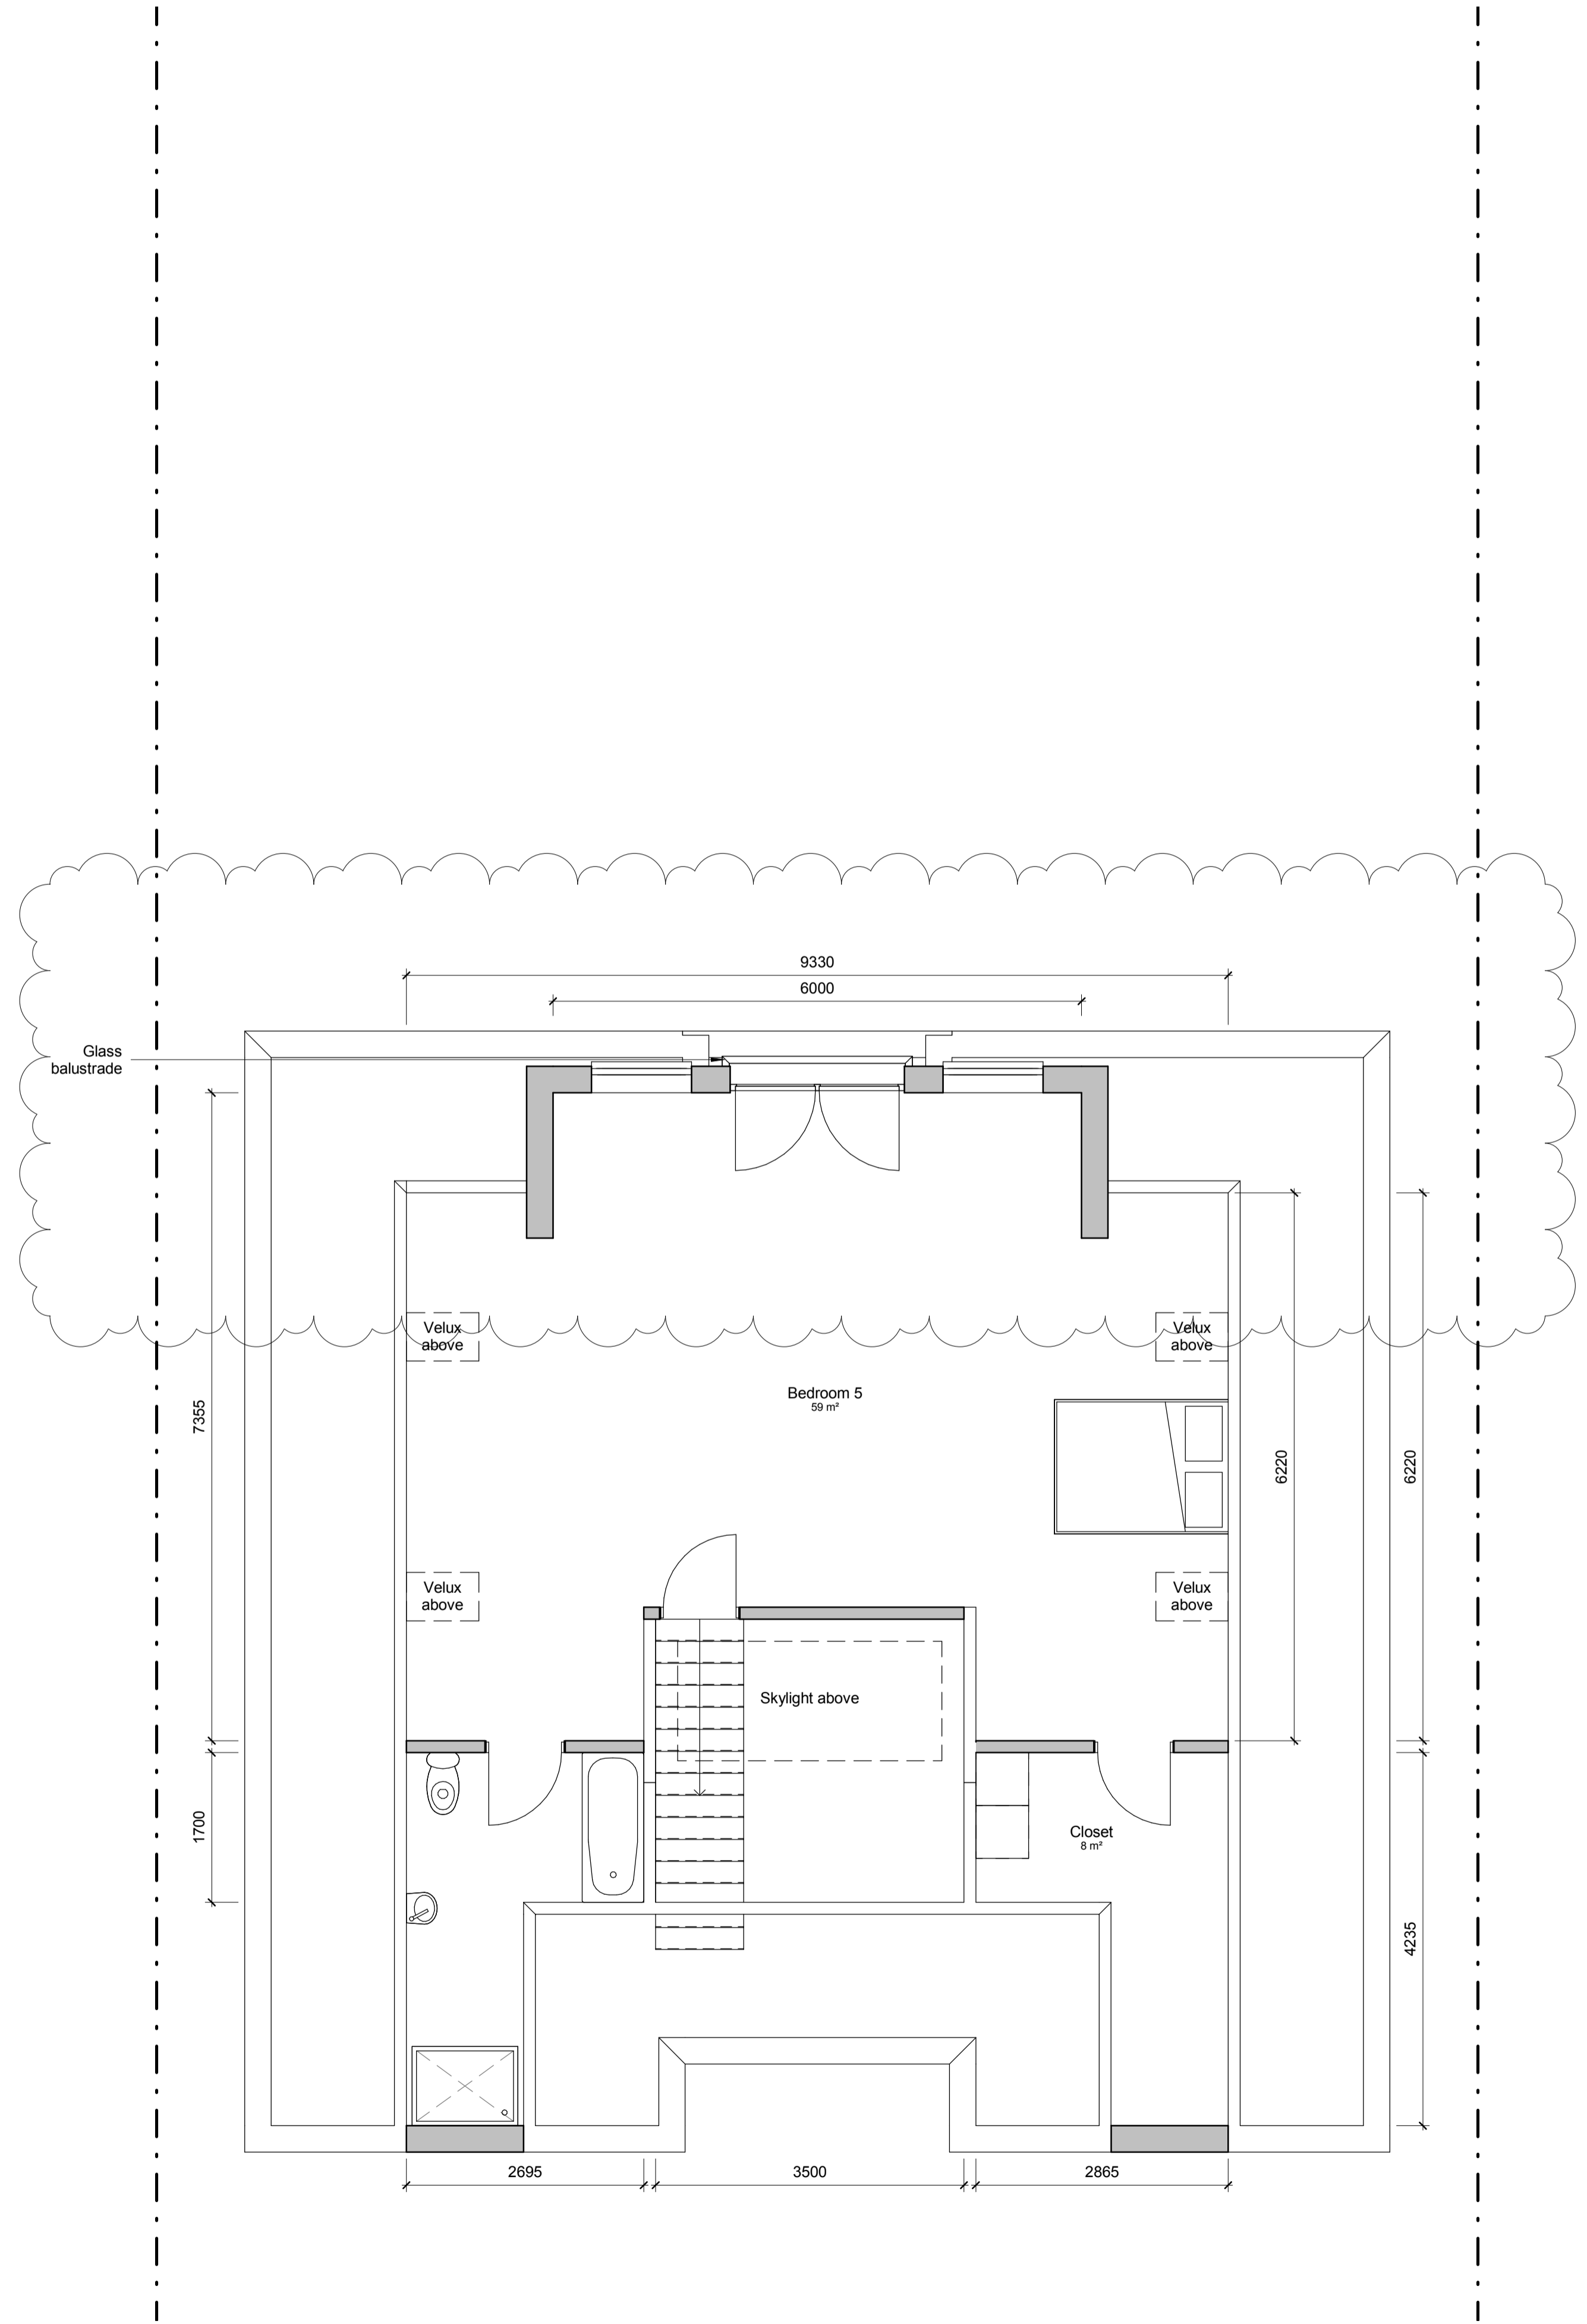 9330
6000
Glass
balustrade
Velux
above
Velux
above
Bedroom 5
59 m²
7355
6220
6220
Velux
above
Velux
above
Skylight above
1700
Closet
8 m²
4235
2695
3500
2865